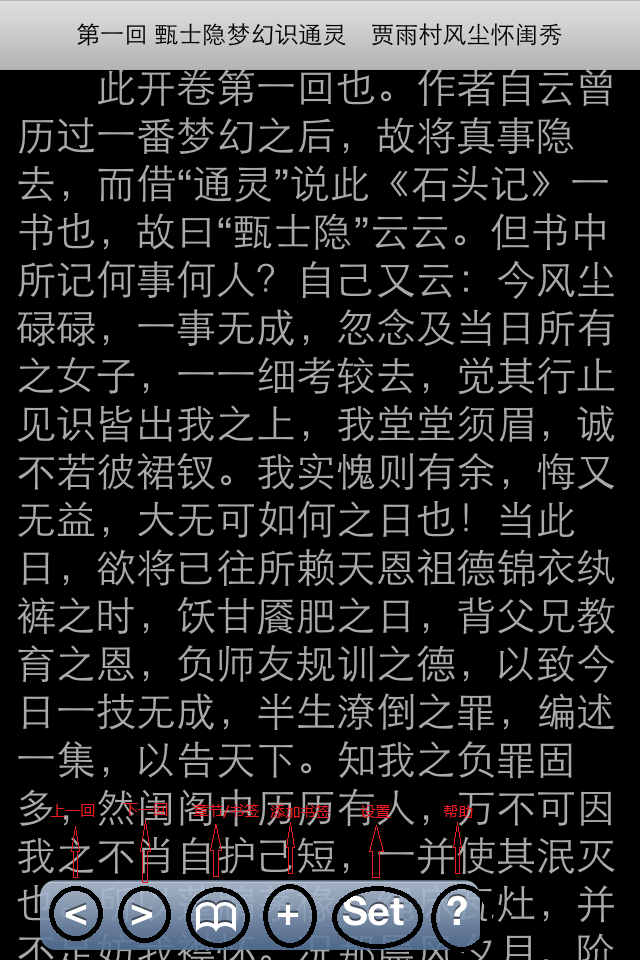 第一回 甄士隐梦幻识通灵　贾雨村风尘怀闺秀
此开卷第一回也。作者自云曾
历过一番梦幻之后，故将真事隐
去，而借“通灵”说此《石头记》一
书也，故曰“甄士隐”云云。但书中
所记何事何人？自己又云：今风尘
碌碌，一事无成，忽念及当日所有
之女子，一一细考较去，觉其行止
见识皆出我之上，我堂堂须眉，诚
不若彼裙钗。我实愧则有余，悔又
无益，大无可如何之日也！当此
日，欲将已往所赖天恩祖德锦衣纨
裤之时，饫甘餍肥之日，背父兄教
育之恩，负师友规训之德，以致今
日一技无成，半生潦倒之罪，编述
一集，以告天下。知我之负罪固
多，然闺阁中历历有人，万不可因
上一回 下一回 章节/书签 添加书签 设置 帮助
我之不肖自护己短，一并使其泯灭
也 灶，并
< > + Set ?
不足妨我襟怀。况那晨风夕月，阶